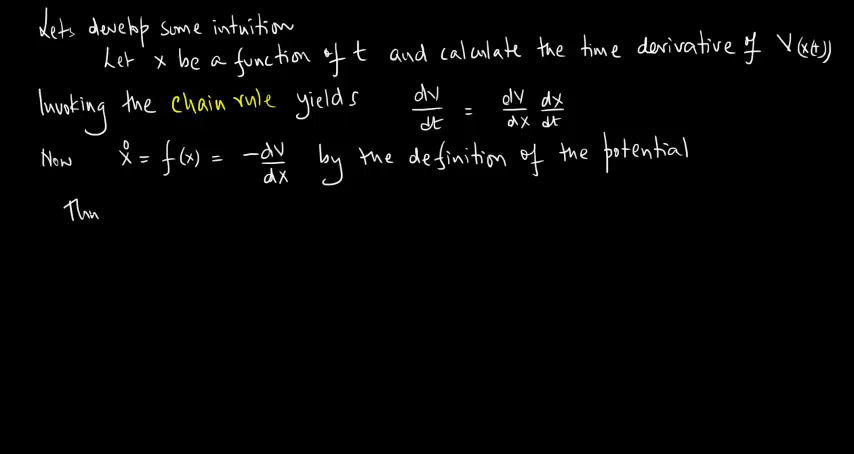 Lets develop some intuition
Let x be a function of t and calculate the time derivative of V(x(t))
Invoking the chain rule yields dV/dt = dV/dx dx/dt
Now ẋ = f(x) = -dV/dx by the definition of the potential
Thu